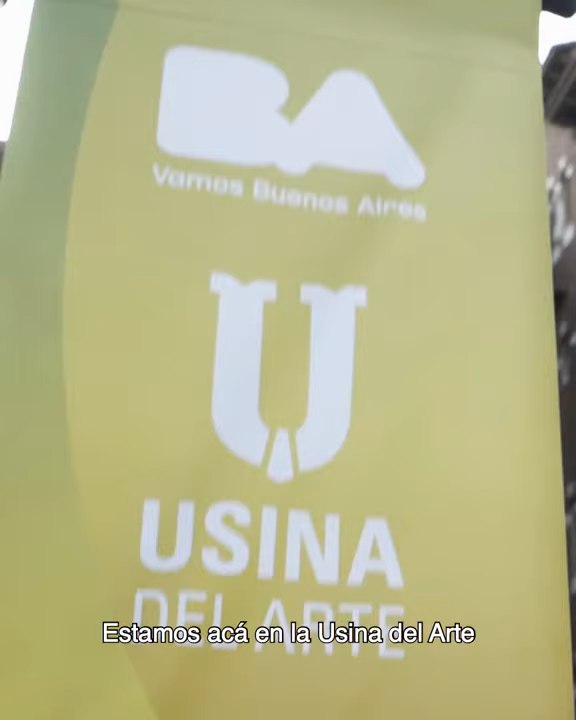 BA
Vamos Buenos Aires
U
USINA
DEL ARTE
Estamos acá en la Usina del Arte